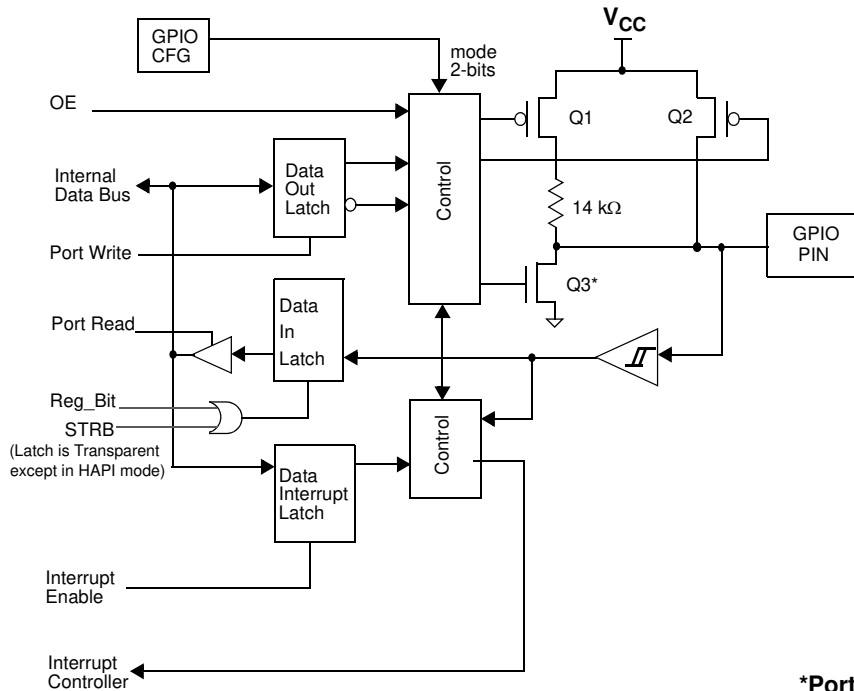 GPIO
CFG
mode
2-bits
VCC
OE
Q1
Q2
Internal
Data Bus
Data
Out
Latch
Control
14 kΩ
GPIO
PIN
Port Write
Q3*
Data
In
Latch
Port Read
Reg_Bit
STRB
(Latch is Transparent
except in HAPI mode)
Control
Data
Interrupt
Latch
Interrupt
Enable
Interrupt
Controller
*Port